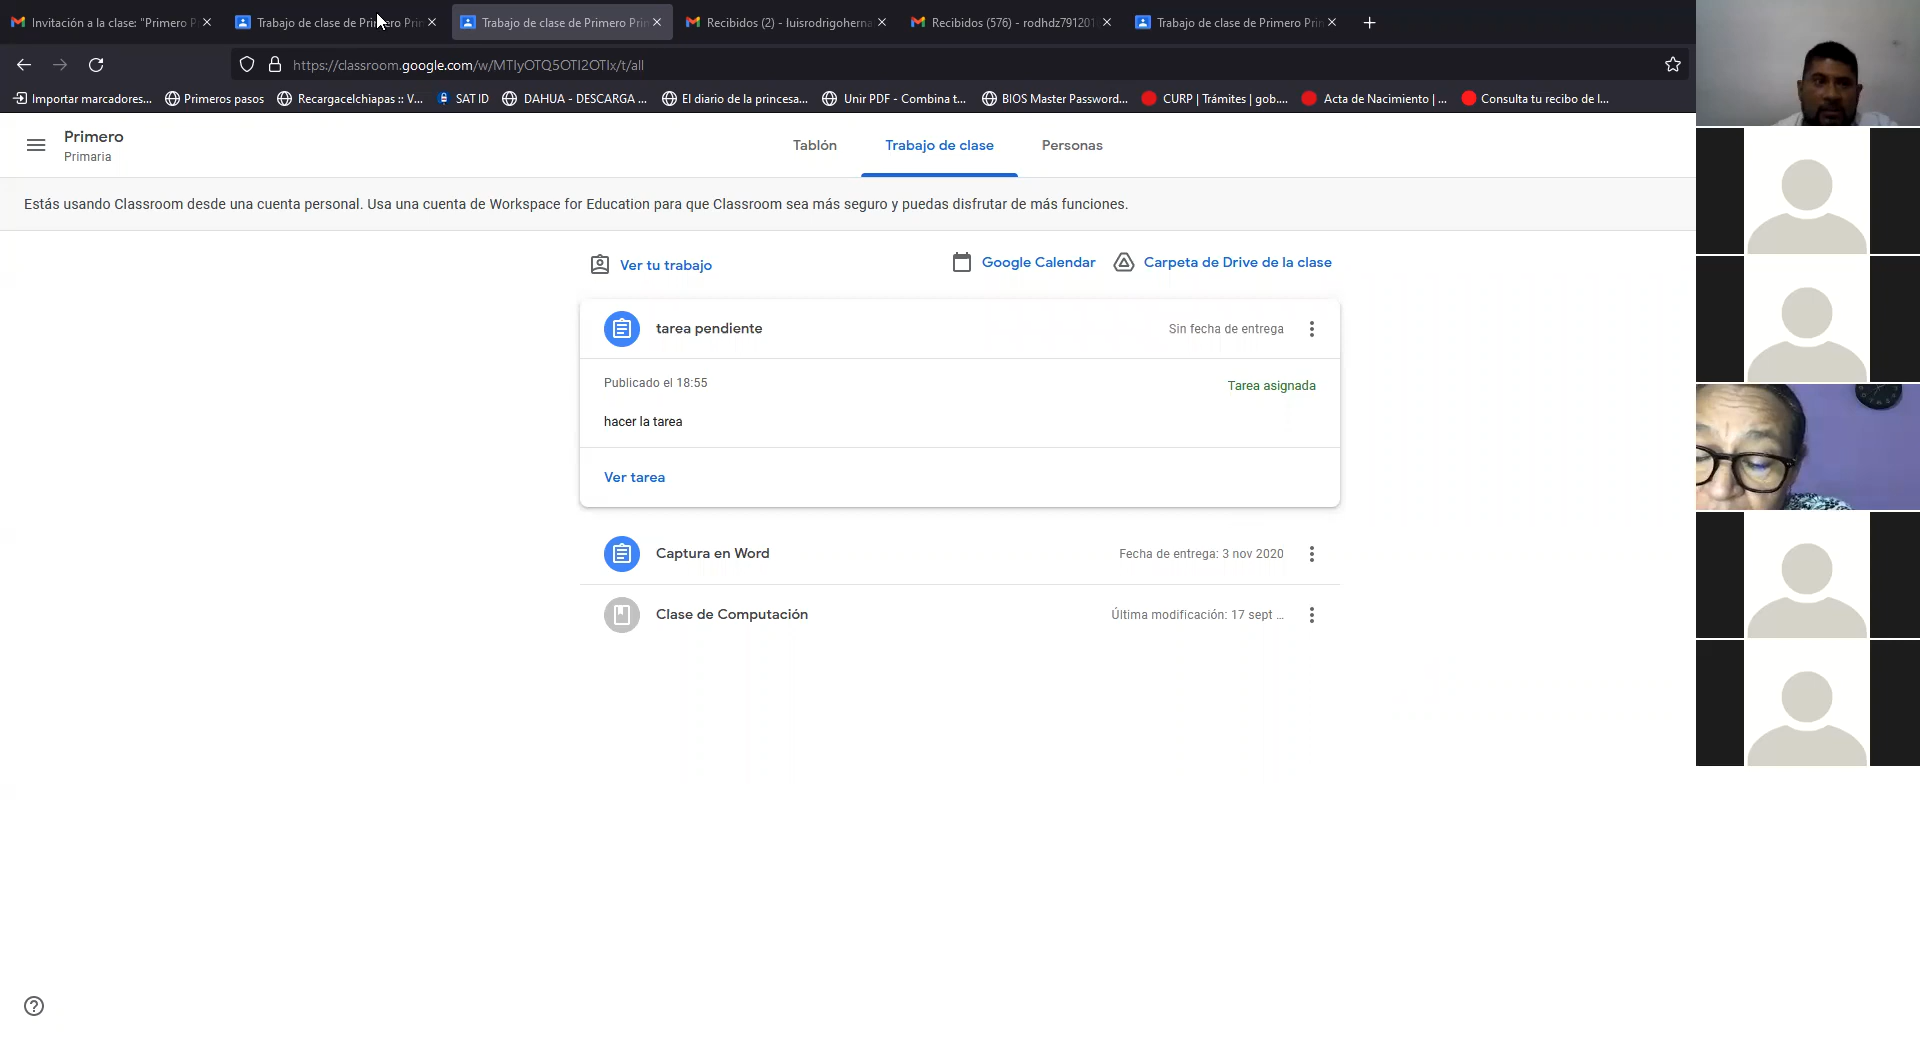 Invitación a la clase: "Primero P
Trabajo de clase de Primero Pri
Trabajo de clase de Primero Prin
Recibidos (2) - luisrodrigoherna
Recibidos (576) - rodhdz791201
Trabajo de clase de Primero Prin
https://classroom.google.com/w/MTIyOTQ5OTI2OTIx/t/all
Importar marcadores...
Primeros pasos
Recargacelchiapas :: V...
SAT ID
DAHUA - DESCARGA ...
El diario de la princesa...
Unir PDF - Combina t...
BIOS Master Password...
CURP | Trámites | gob....
Acta de Nacimiento | ...
Consulta tu recibo de l...
Primero
Primaria
Tablón
Trabajo de clase
Personas
Estás usando Classroom desde una cuenta personal. Usa una cuenta de Workspace for Education para que Classroom sea más seguro y puedas disfrutar de más funciones.
Ver tu trabajo
Google Calendar
Carpeta de Drive de la clase
tarea pendiente
Sin fecha de entrega
Publicado el 18:55
Tarea asignada
hacer la tarea
Ver tarea
Captura en Word
Fecha de entrega: 3 nov 2020
Clase de Computación
Última modificación: 17 sept ...